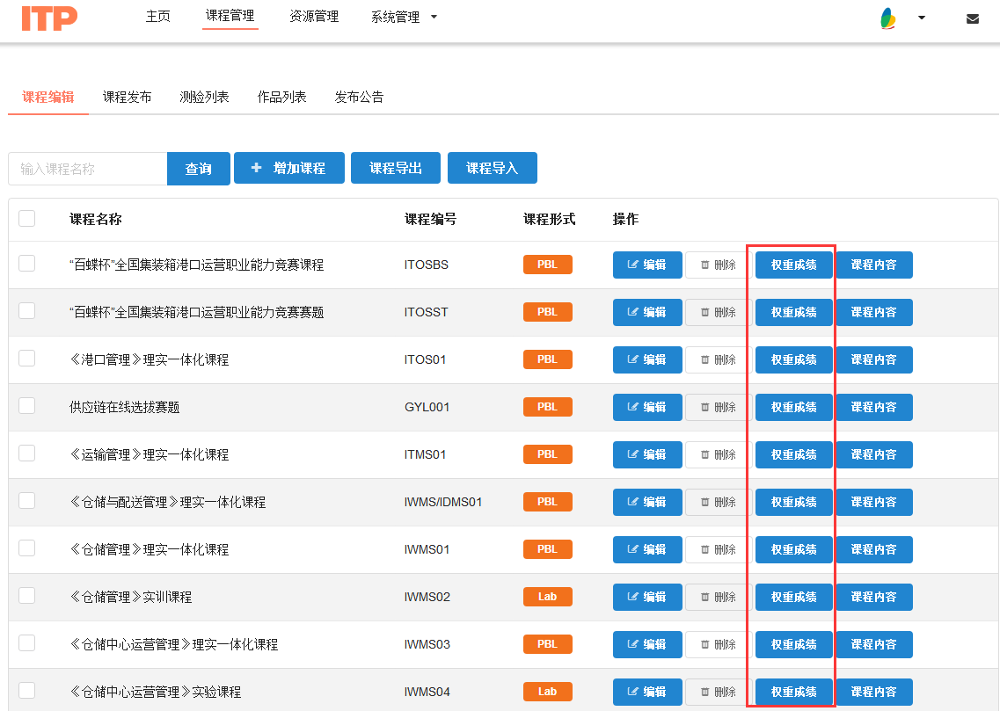 ITP 主页 课程管理 资源管理 系统管理
课程编辑 课程发布 测验列表 作品列表 发布公告
输入课程名称 查询 增加课程 课程导出 课程导入
课程名称 课程编号 课程形式 操作
“百蝶杯”全国集装箱港口运营职业能力竞赛课程 ITOSBS PBL 编辑 删除 权重成绩 课程内容
“百蝶杯”全国集装箱港口运营职业能力竞赛赛题 ITOSST PBL 编辑 删除 权重成绩 课程内容
《港口管理》理实一体化课程 ITOS01 PBL 编辑 删除 权重成绩 课程内容
供应链在线选拔赛题 GYL001 PBL 编辑 删除 权重成绩 课程内容
《运输管理》理实一体化课程 ITMS01 PBL 编辑 删除 权重成绩 课程内容
《仓储与配送管理》理实一体化课程 IWMS/IDMS01 PBL 编辑 删除 权重成绩 课程内容
《仓储管理》理实一体化课程 IWMS01 PBL 编辑 删除 权重成绩 课程内容
《仓储管理》实训课程 IWMS02 Lab 编辑 删除 权重成绩 课程内容
《仓储中心运营管理》理实一体化课程 IWMS03 PBL 编辑 删除 权重成绩 课程内容
《仓储中心运营管理》实验课程 IWMS04 Lab 编辑 删除 权重成绩 课程内容